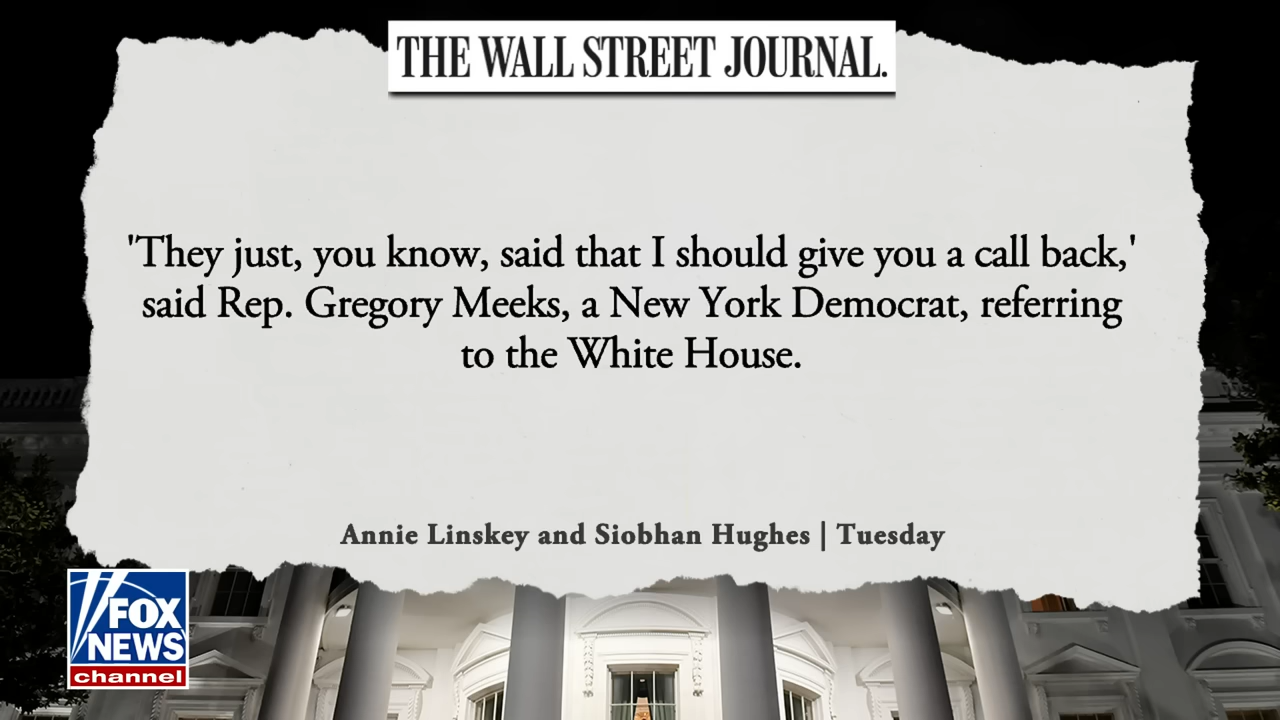 THE WALL STREET JOURNAL.
'They just, you know, said that I should give you a call back,'
said Rep. Gregory Meeks, a New York Democrat, referring
to the White House.
Annie Linskey and Siobhan Hughes | Tuesday
FOX
NEWS
channel